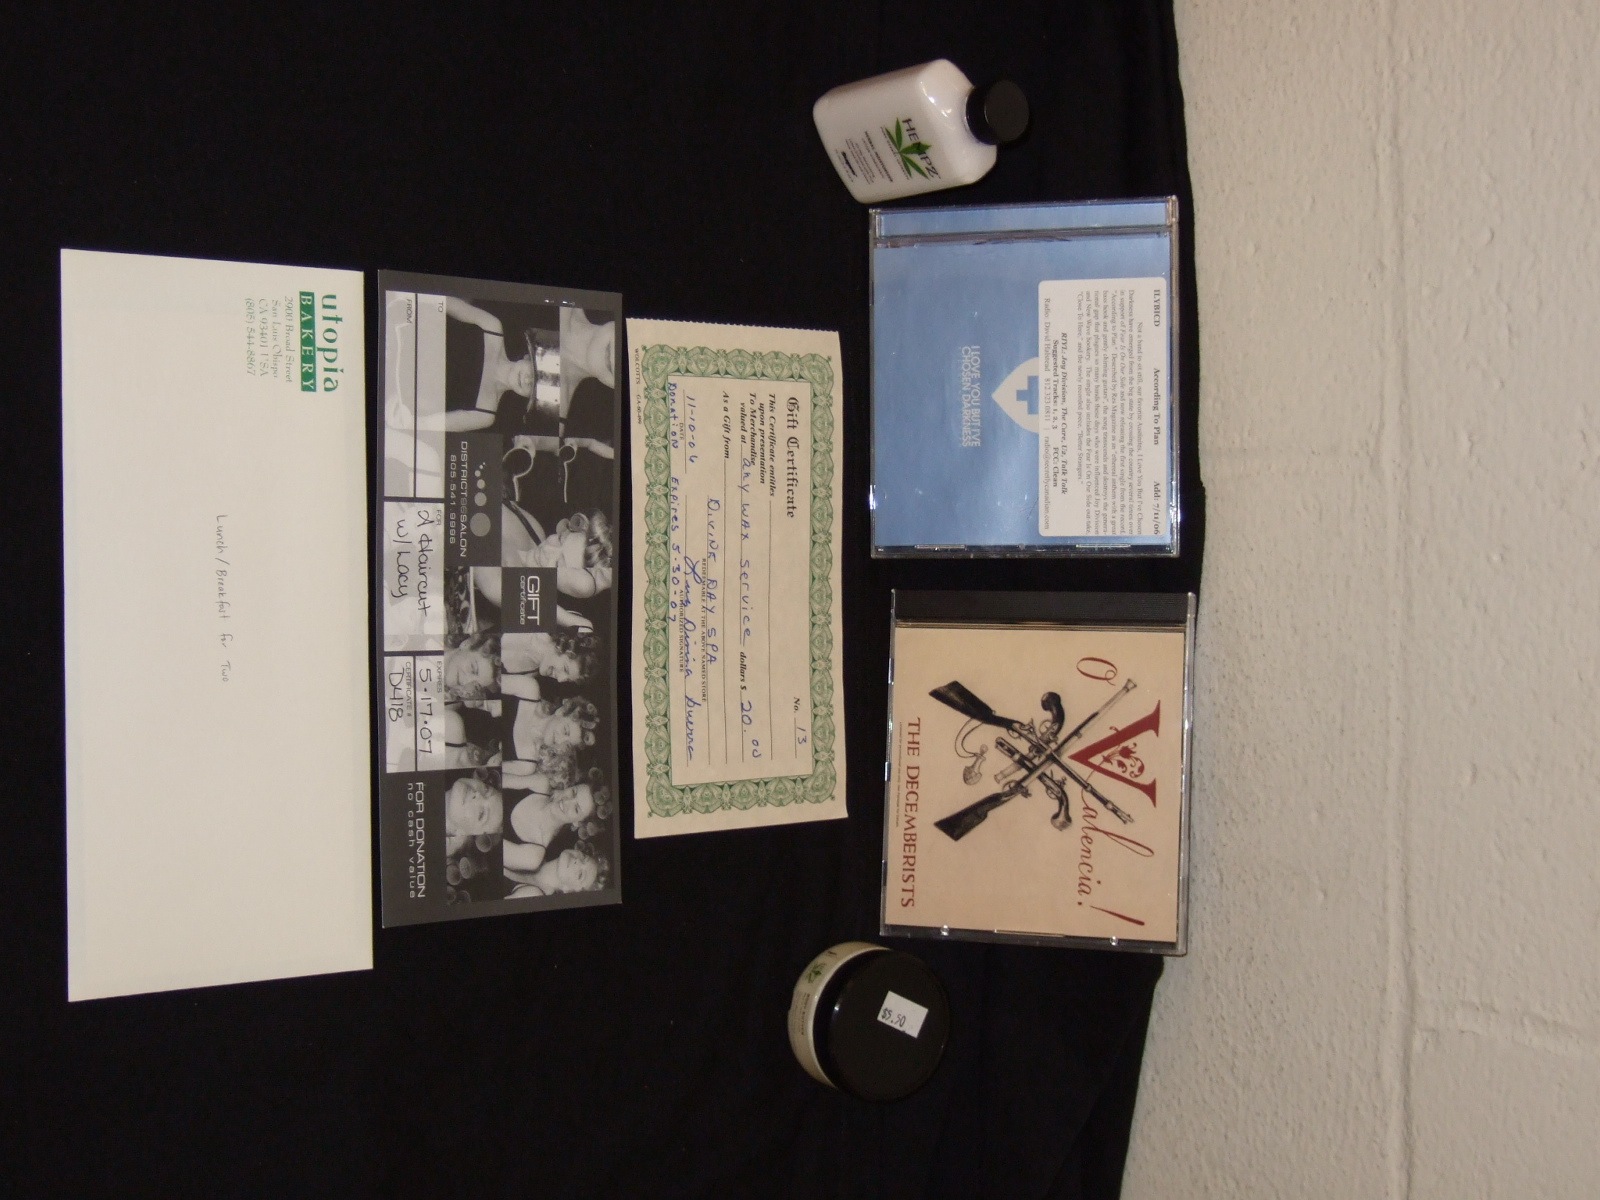 ILYBICD According To Plan Add: 7/11/06
Not a band to sit still, our favorite Austinites, I Love You But I've Chosen
Darkness have emerged from the big state by crossing the country several times over
in support of Fear Is On Our Side and now releasing the first single from the record,
"According to Plan." Described by Res Magazine as an "ethereal anthem with a great
bass hook and gently chiming guitars", the song transcends and destroys the genera-
tional gap that plagues so many bands these days who were influenced Joy Division
and New Wave hookery. The single also includes the Fear Is On Our Side out-take,
"Close To Here," and the newly recorded piece, "Better Strangers."
RIYL: Joy Division, The Cure, U2, Talk Talk
Suggested Tracks: 1, 2, 3 FCC: Clean
Radio: David Halstead 812.323.0811 | radio@secretlycanadian.com
I LOVE YOU BUT I'VE
CHOSEN DARKNESS
O Valencia!
THE DECEMBERISTS
HEMPZ
HERBAL MOISTURIZER
BODY BUTTER
Gift Certificate No. 13
This Certificate entitles
upon presentation
To Merchandise
valued at any wax service dollars $ 20.00
As a Gift from
Divine Day Spa
REDEEMABLE AT THE ABOVE NAMED STORE
11-10-06
DATE AUTHORIZED SIGNATURE
Donation Expires 5-30-07
WOLCOTTS
GIFT
certificate
DISTRICT96SALON
805.541.9996
TO
FROM
FOR
A Haircut
w/ Lacy
EXPIRES
5-17-07
CERTIFICATE #
D418
FOR DONATION
no cash value
utopia
BAKERY
2900 Broad Street
San Luis Obispo
CA 93401 USA
(805) 544-8867
Lunch/Breakfast for Two